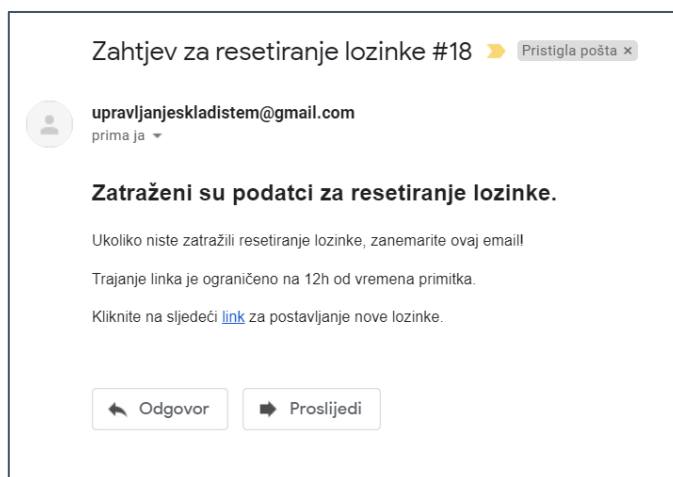 Zahtjev za resetiranje lozinke #18 Pristigla pošta ×
upravljanjeskladistem@gmail.com
prima ja
Zatraženi su podatci za resetiranje lozinke.
Ukoliko niste zatražili resetiranje lozinke, zanemarite ovaj email!
Trajanje linka je ograničeno na 12h od vremena primitka.
Kliknite na sljedeći link za postavljanje nove lozinke.
Odgovor Proslijedi